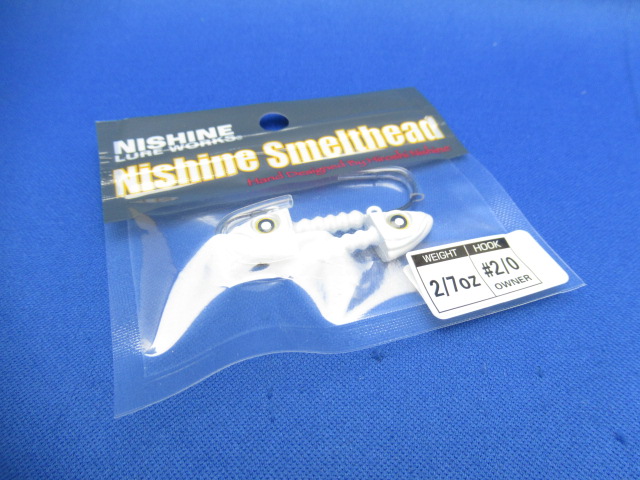 NISHINE
LURE WORKS®
Nishine Smelthead
WEIGHT HOOK
2/7oz #2/0
OWNER